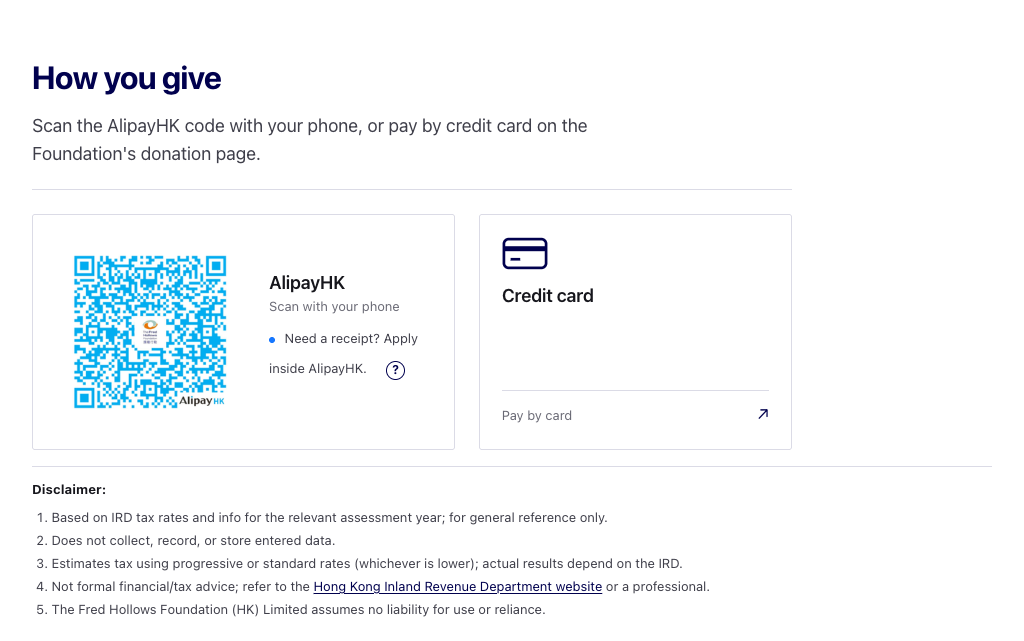 How you give
Scan the AlipayHK code with your phone, or pay by credit card on the
Foundation's donation page.
AlipayHK
Scan with your phone
Need a receipt? Apply
inside AlipayHK. ?
Alipay HK
Credit card
Pay by card
Disclaimer:
1. Based on IRD tax rates and info for the relevant assessment year; for general reference only.
2. Does not collect, record, or store entered data.
3. Estimates tax using progressive or standard rates (whichever is lower); actual results depend on the IRD.
4. Not formal financial/tax advice; refer to the Hong Kong Inland Revenue Department website or a professional.
5. The Fred Hollows Foundation (HK) Limited assumes no liability for use or reliance.